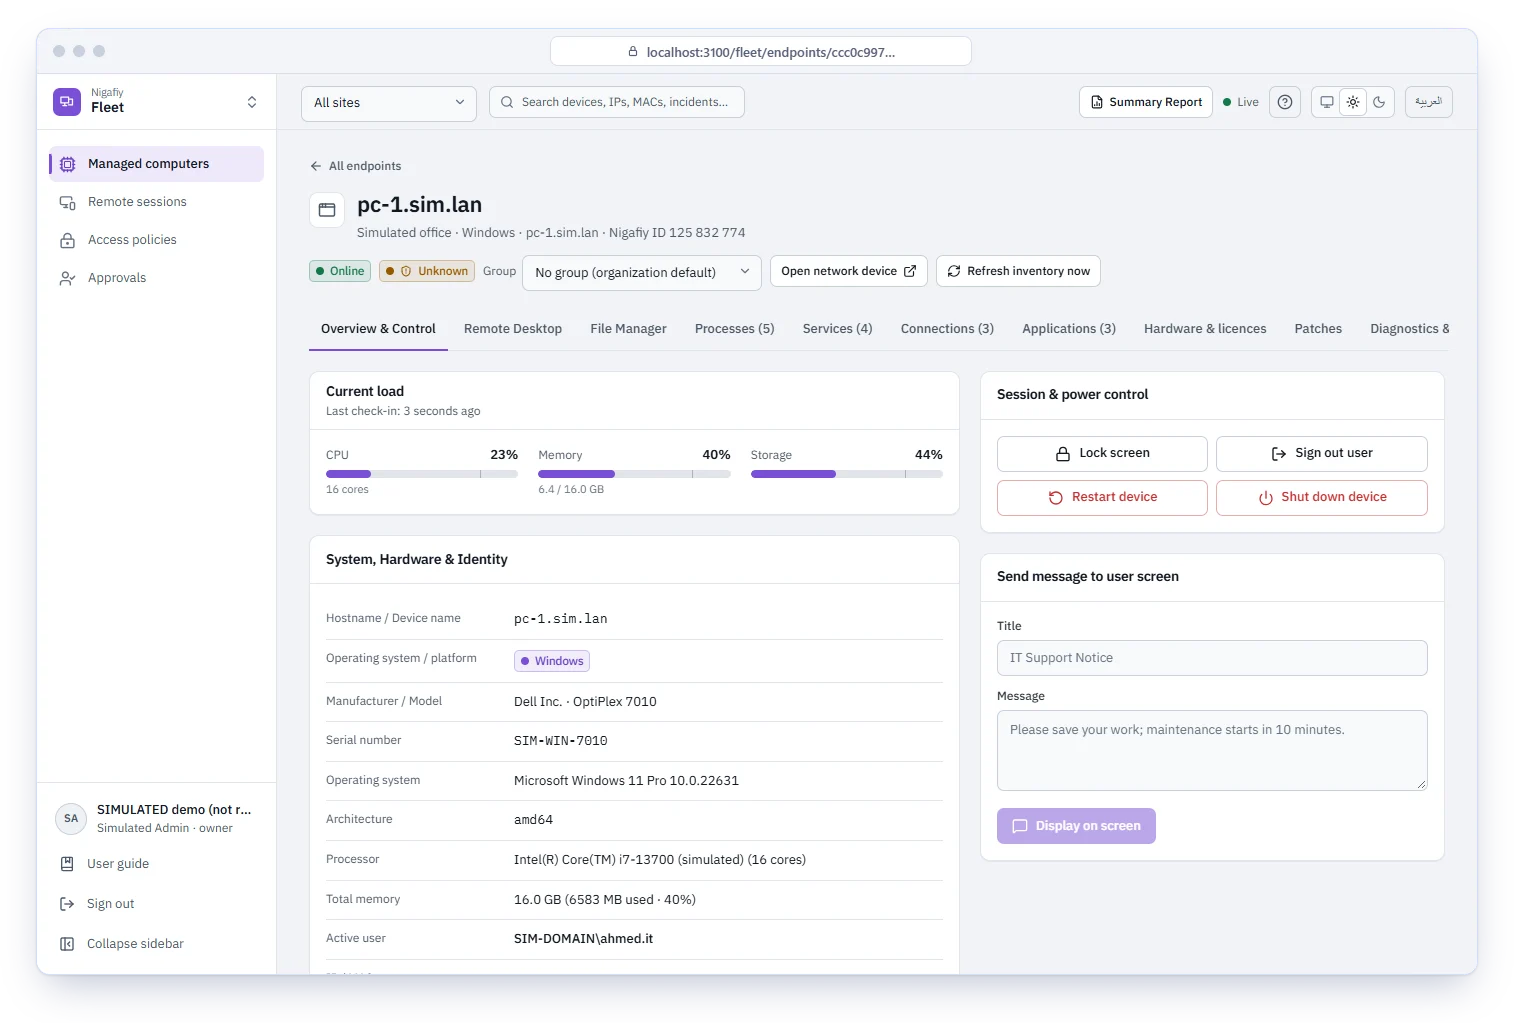 localhost:3100/fleet/endpoints/ccc0c997...
Nigafiy
Fleet
All sites
Search devices, IPs, MACs, incidents...
Summary Report
Live
العربية
Managed computers
Remote sessions
Access policies
Approvals
All endpoints
pc-1.sim.lan
Simulated office · Windows · pc-1.sim.lan · Nigafiy ID 125 832 774
Online
Unknown
Group
No group (organization default)
Open network device
Refresh inventory now
Overview & Control
Remote Desktop
File Manager
Processes (5)
Services (4)
Connections (3)
Applications (3)
Hardware & licences
Patches
Diagnostics &
Current load
Last check-in: 3 seconds ago
CPU 23%
16 cores
Memory 40%
6.4 / 16.0 GB
Storage 44%
System, Hardware & Identity
Hostname / Device name pc-1.sim.lan
Operating system / platform Windows
Manufacturer / Model Dell Inc. · OptiPlex 7010
Serial number SIM-WIN-7010
Operating system Microsoft Windows 11 Pro 10.0.22631
Architecture amd64
Processor Intel(R) Core(TM) i7-13700 (simulated) (16 cores)
Total memory 16.0 GB (6583 MB used · 40%)
Active user SIM-DOMAIN\ahmed.it
Session & power control
Lock screen
Sign out user
Restart device
Shut down device
Send message to user screen
Title
IT Support Notice
Message
Please save your work; maintenance starts in 10 minutes.
Display on screen
SA
SIMULATED demo (not r...
Simulated Admin · owner
User guide
Sign out
Collapse sidebar